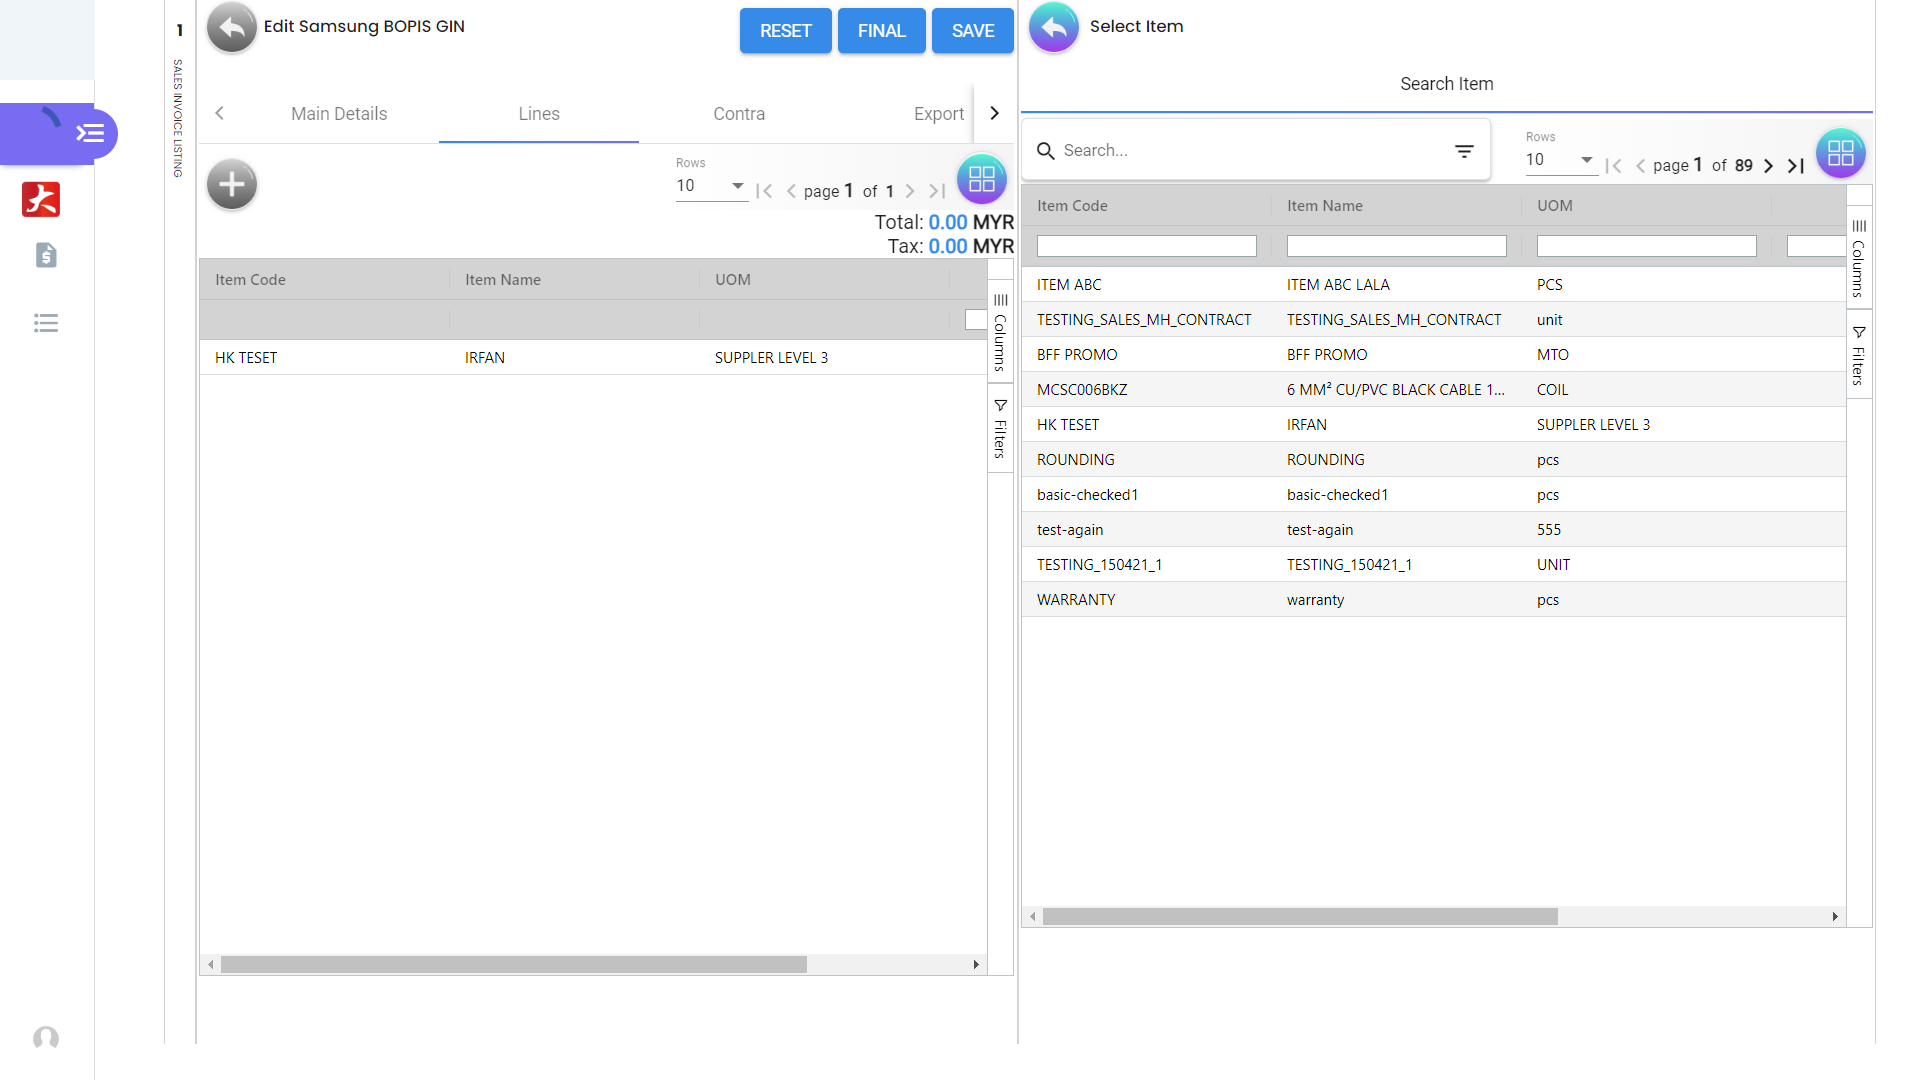 1
SALES INVOICE LISTING
Edit Samsung BOPIS GIN
RESET
FINAL
SAVE
Main Details
Lines
Contra
Export
Rows
10
page 1 of 1
Total: 0.00 MYR
Tax: 0.00 MYR
Item Code
Item Name
UOM
HK TESET
IRFAN
SUPPLER LEVEL 3
Columns
Filters
Select Item
Search Item
Search...
Rows
10
page 1 of 89
Item Code
Item Name
UOM
ITEM ABC
ITEM ABC LALA
PCS
TESTING_SALES_MH_CONTRACT
TESTING_SALES_MH_CONTRACT
unit
BFF PROMO
BFF PROMO
MTO
MCSC006BKZ
6 MM² CU/PVC BLACK CABLE 1...
COIL
HK TESET
IRFAN
SUPPLER LEVEL 3
ROUNDING
ROUNDING
pcs
basic-checked1
basic-checked1
pcs
test-again
test-again
555
TESTING_150421_1
TESTING_150421_1
UNIT
WARRANTY
warranty
pcs
Columns
Filters